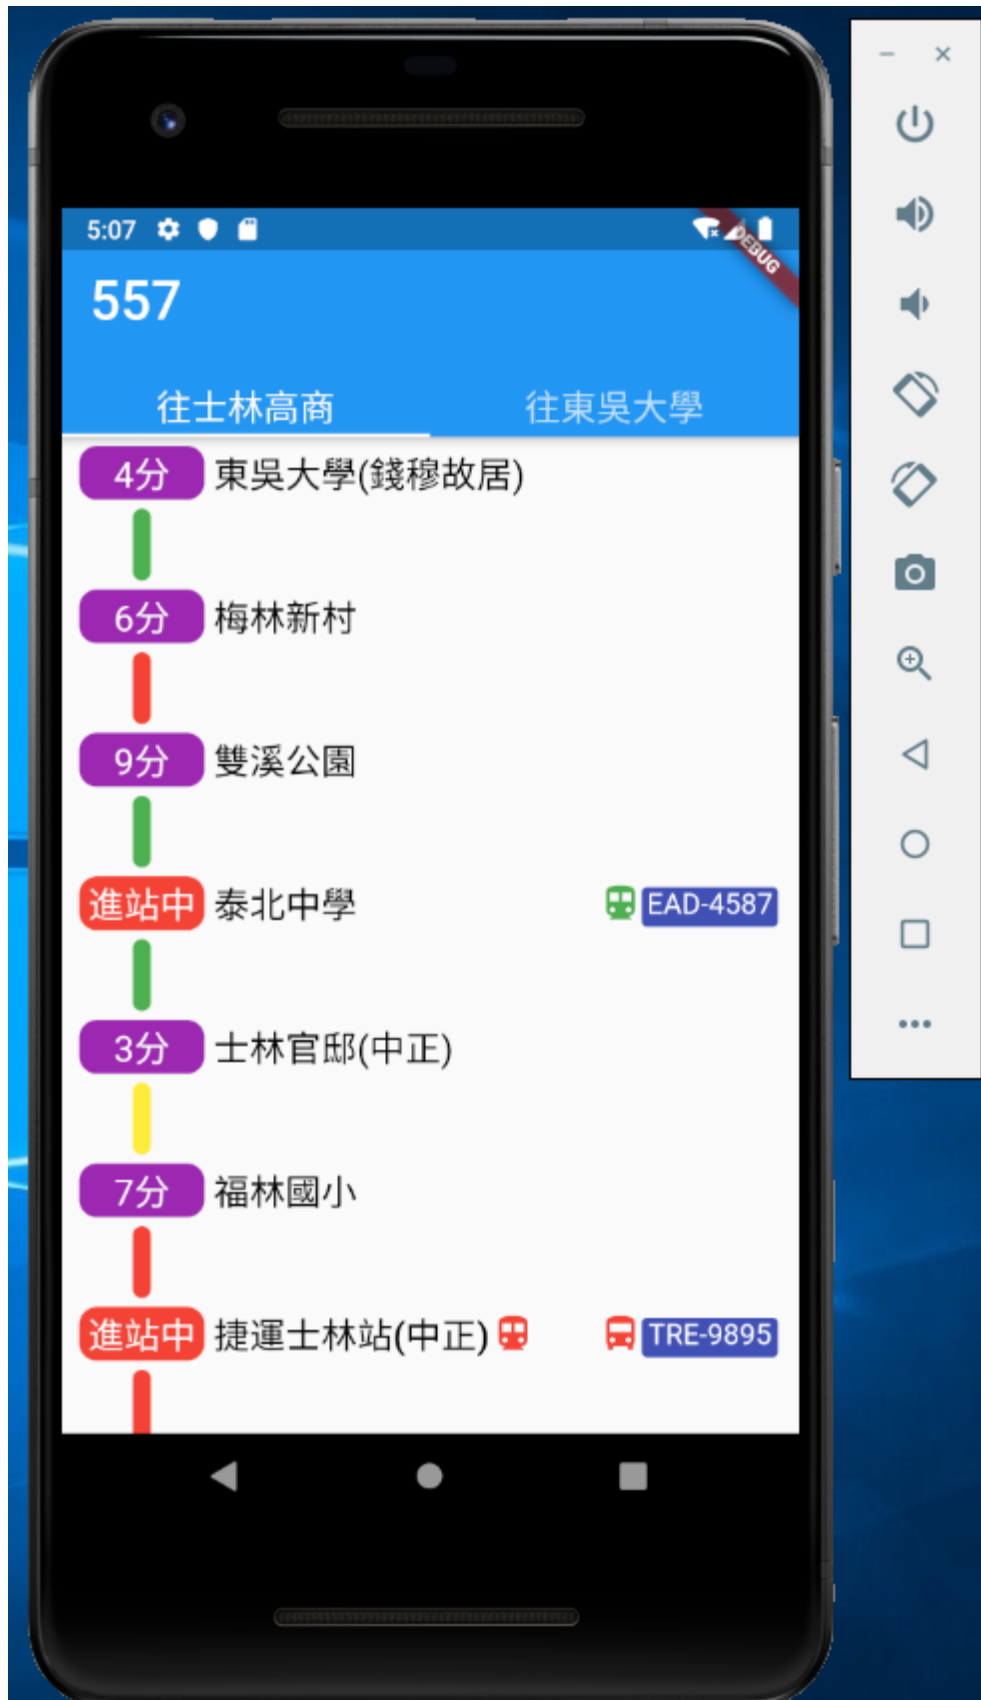 5:07
DEBUG
557
往士林高商 往東吳大學
4分 東吳大學(錢穆故居)
6分 梅林新村
9分 雙溪公園
進站中 泰北中學 EAD-4587
3分 士林官邸(中正)
7分 福林國小
進站中 捷運士林站(中正) TRE-9895